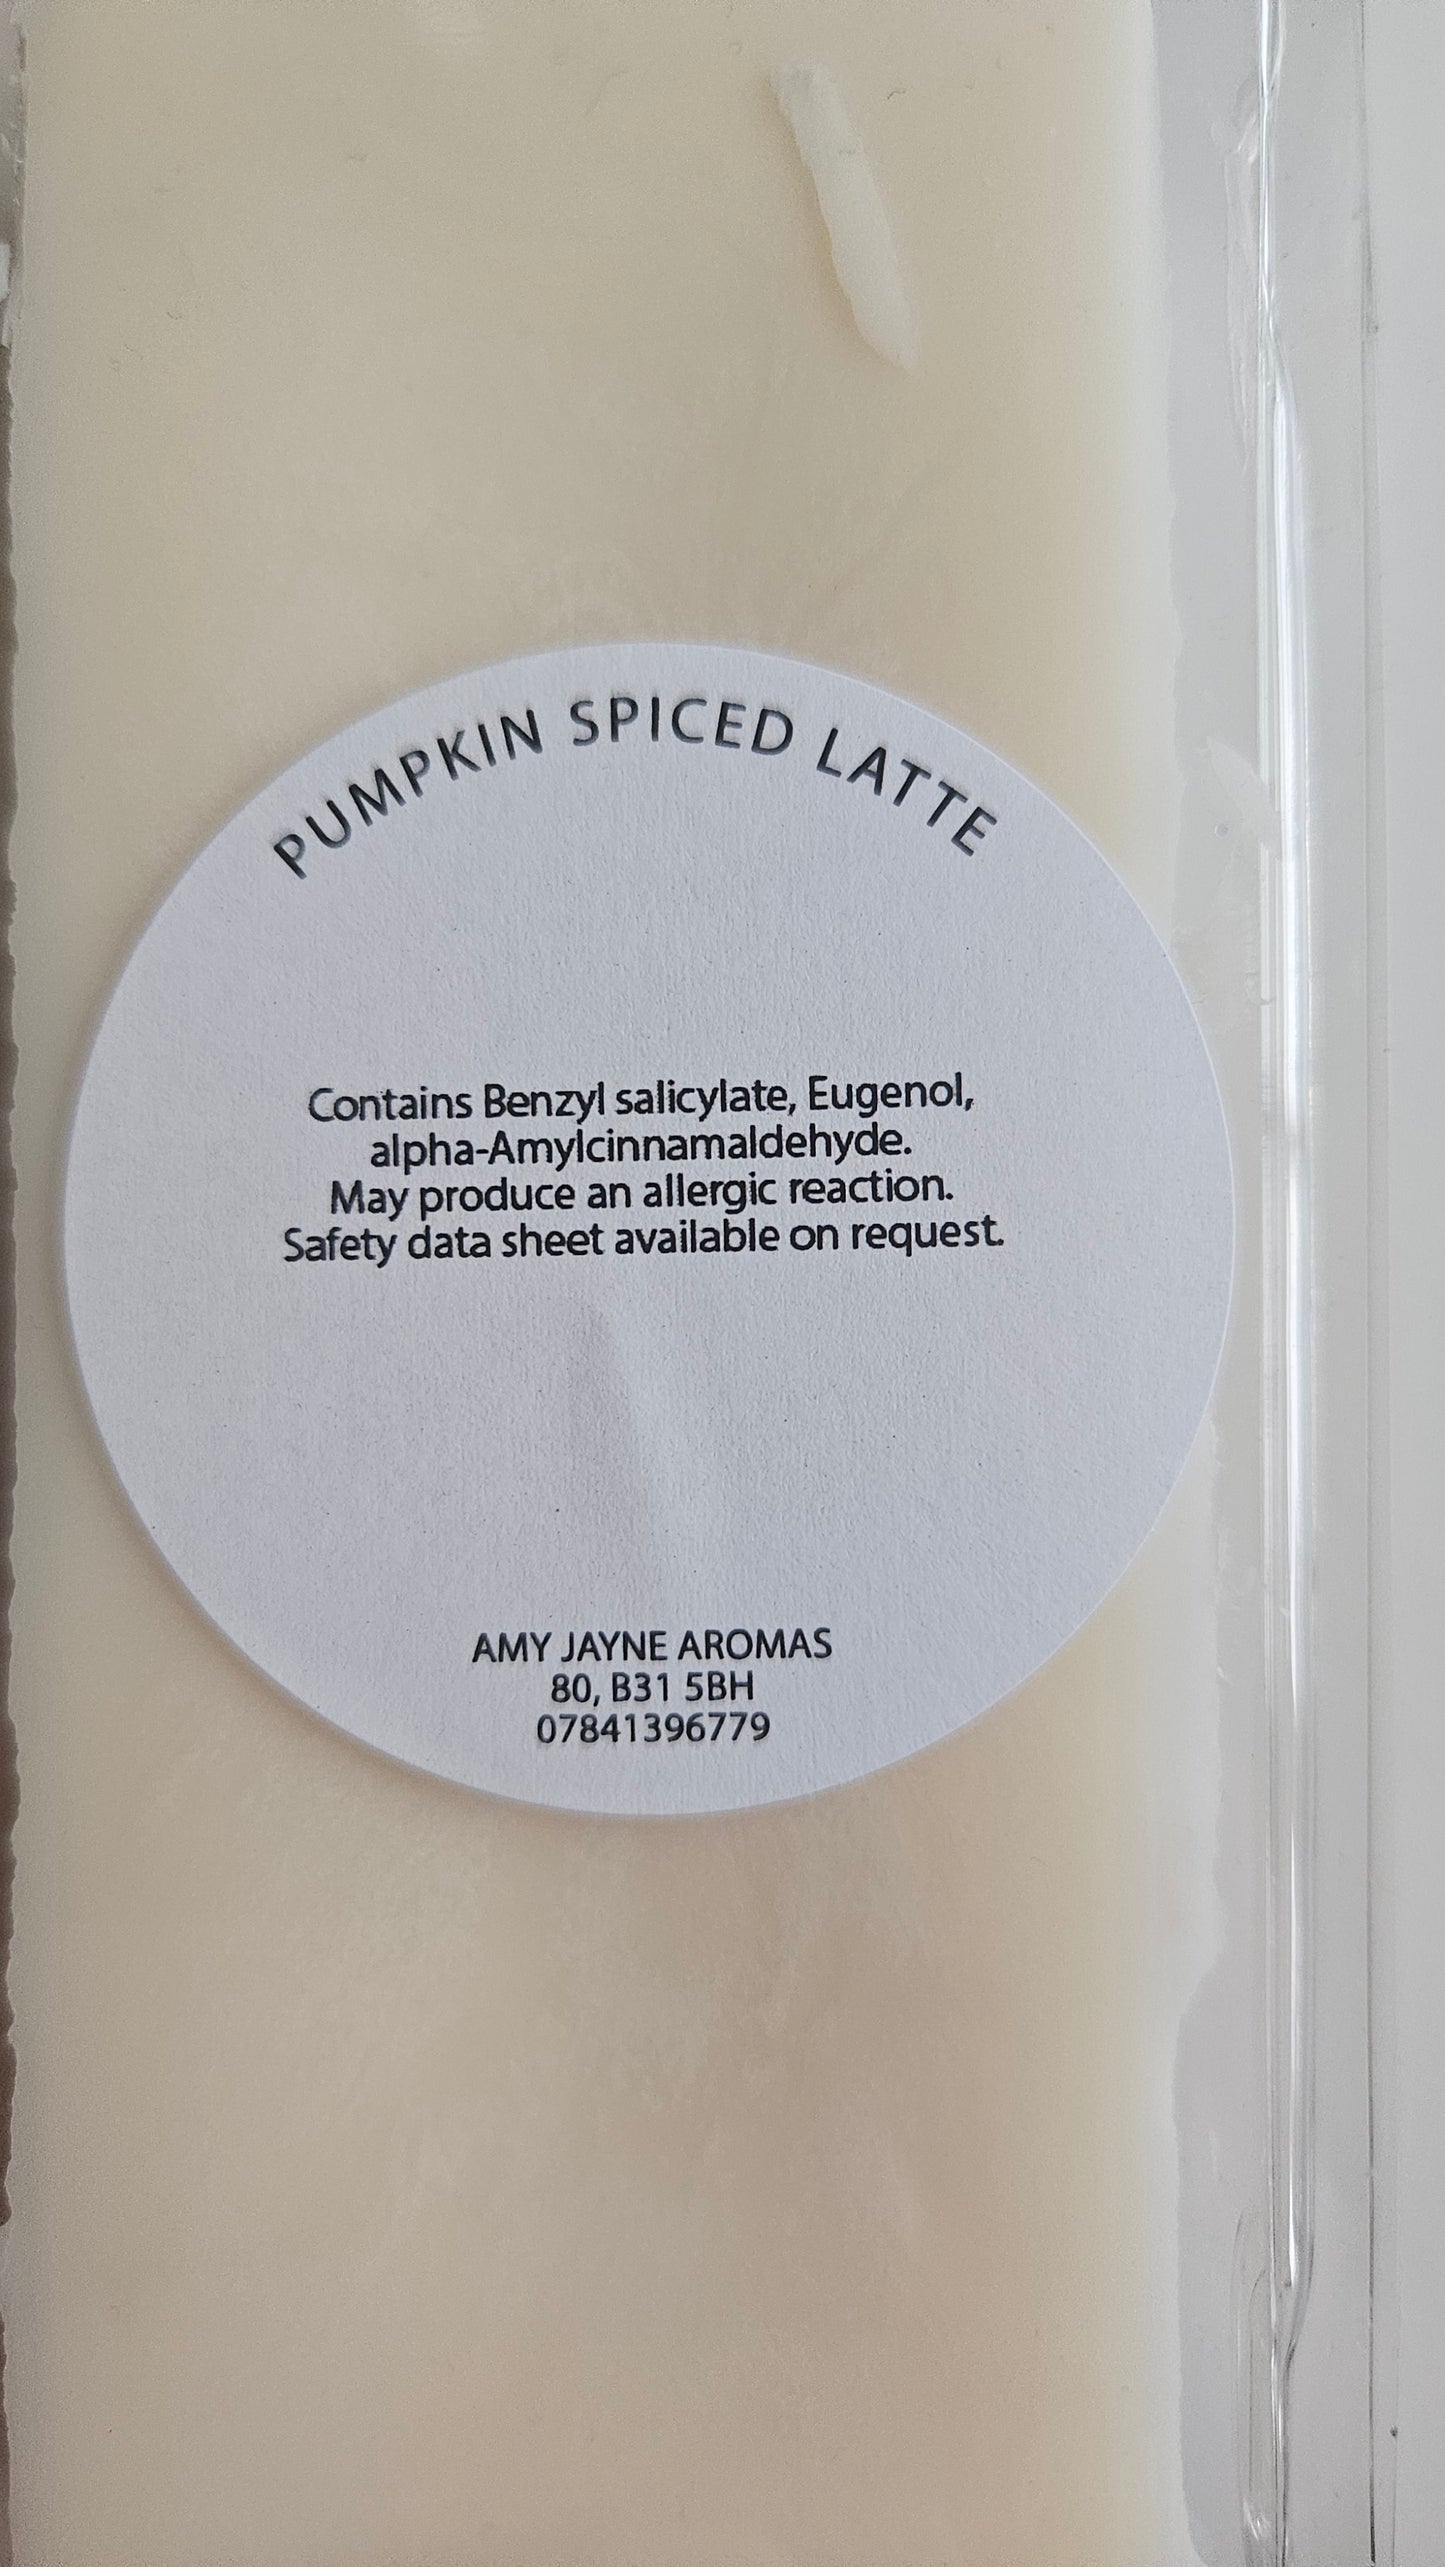 PUMPKIN SPICED LATTE
Contains Benzyl salicylate, Eugenol,
alpha-Amylcinnamaldehyde.
May produce an allergic reaction.
Safety data sheet available on request.
AMY JAYNE AROMAS
80, B31 5BH
07841396779